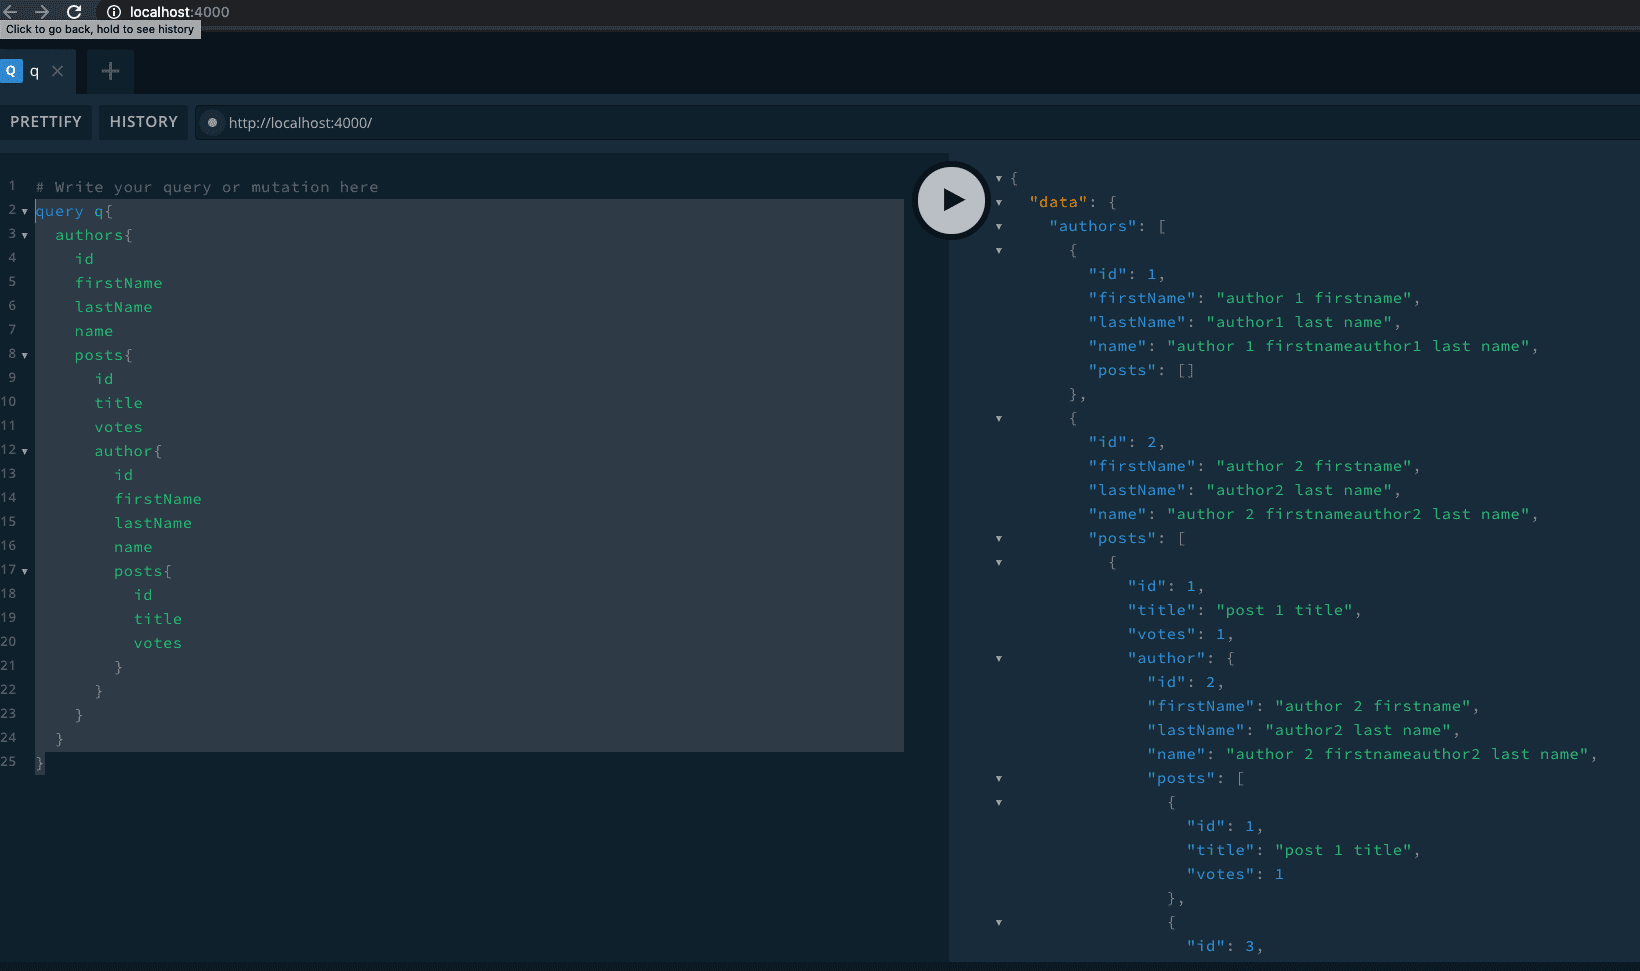 localhost:4000
Click to go back, hold to see history
Q q
PRETTIFY HISTORY http://localhost:4000/
1 # Write your query or mutation here
2 query q{
3 authors{
4 id
5 firstName
6 lastName
7 name
8 posts{
9 id
10 title
11 votes
12 author{
13 id
14 firstName
15 lastName
16 name
17 posts{
18 id
19 title
20 votes
21 }
22 }
23 }
24 }
25 }
{
"data": {
"authors": [
{
"id": 1,
"firstName": "author 1 firstname",
"lastName": "author1 last name",
"name": "author 1 firstnameauthor1 last name",
"posts": []
},
{
"id": 2,
"firstName": "author 2 firstname",
"lastName": "author2 last name",
"name": "author 2 firstnameauthor2 last name",
"posts": [
{
"id": 1,
"title": "post 1 title",
"votes": 1,
"author": {
"id": 2,
"firstName": "author 2 firstname",
"lastName": "author2 last name",
"name": "author 2 firstnameauthor2 last name",
"posts": [
{
"id": 1,
"title": "post 1 title",
"votes": 1
},
{
"id": 3,